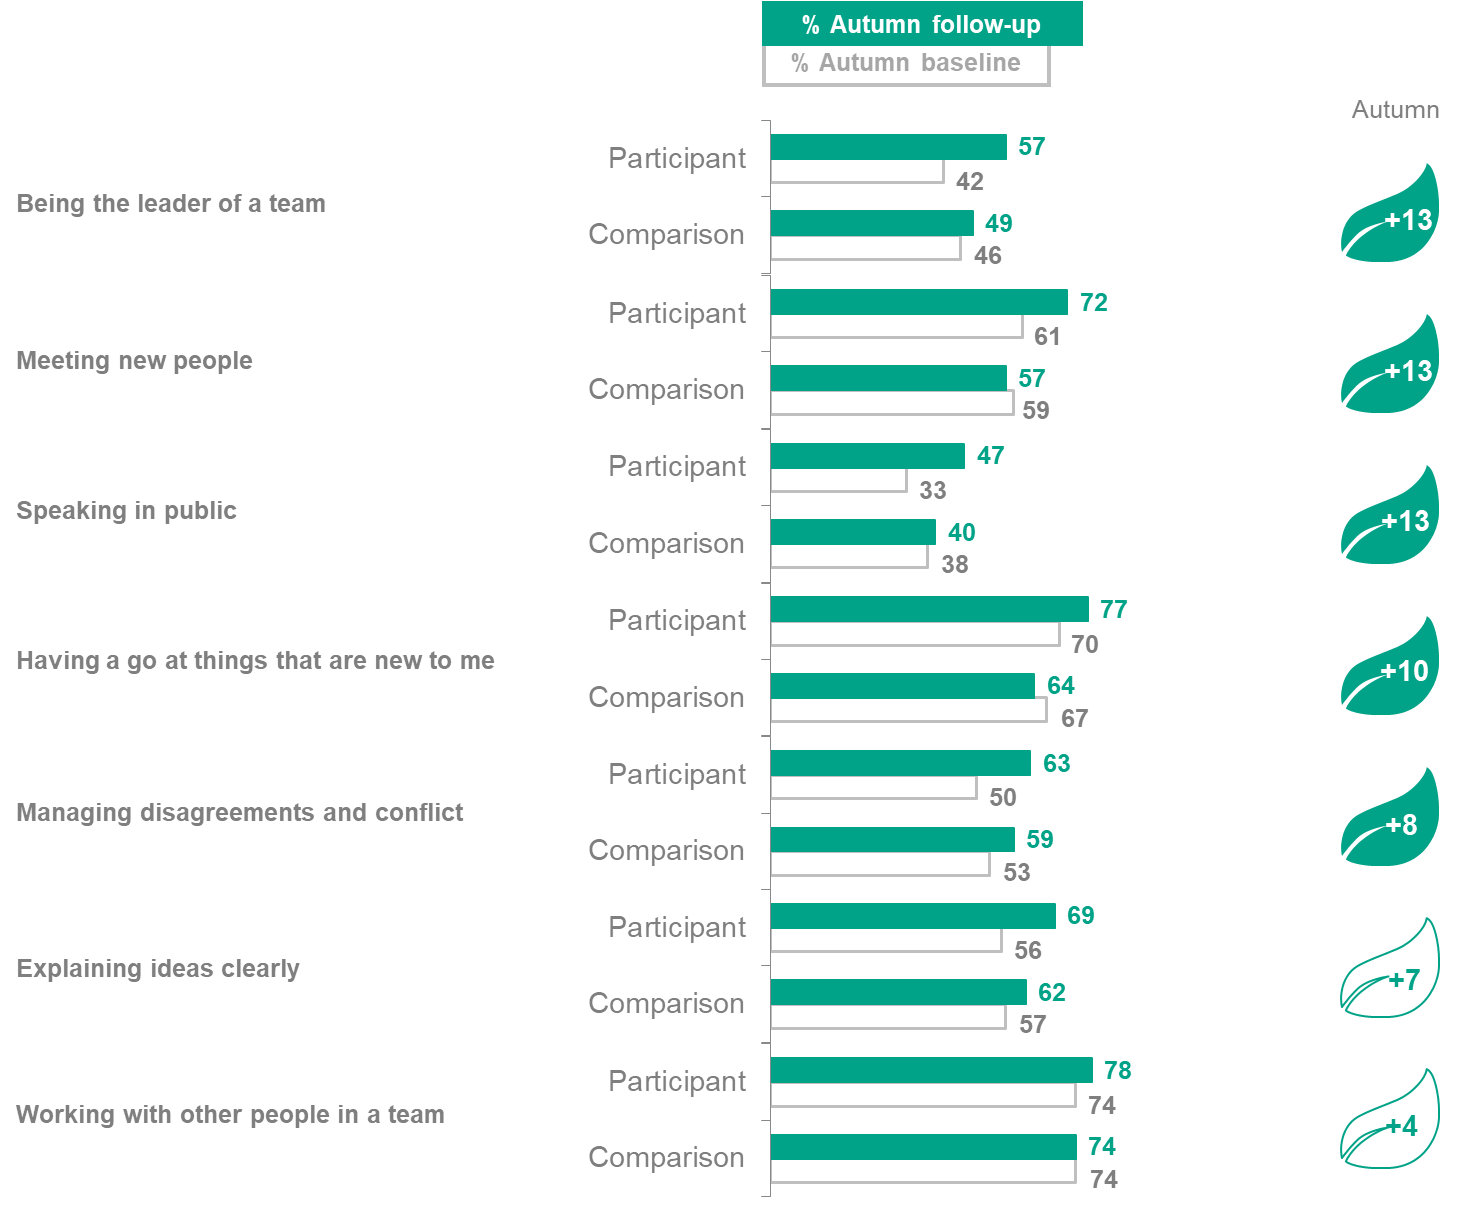 % Autumn follow-up
% Autumn baseline
Autumn
Being the leader of a team
Participant
57
42
Comparison
49
46
+13
Meeting new people
Participant
72
61
Comparison
57
59
+13
Speaking in public
Participant
47
33
Comparison
40
38
+13
Having a go at things that are new to me
Participant
77
70
Comparison
64
67
+10
Managing disagreements and conflict
Participant
63
50
Comparison
59
53
+8
Explaining ideas clearly
Participant
69
56
Comparison
62
57
+7
Working with other people in a team
Participant
78
74
Comparison
74
74
+4